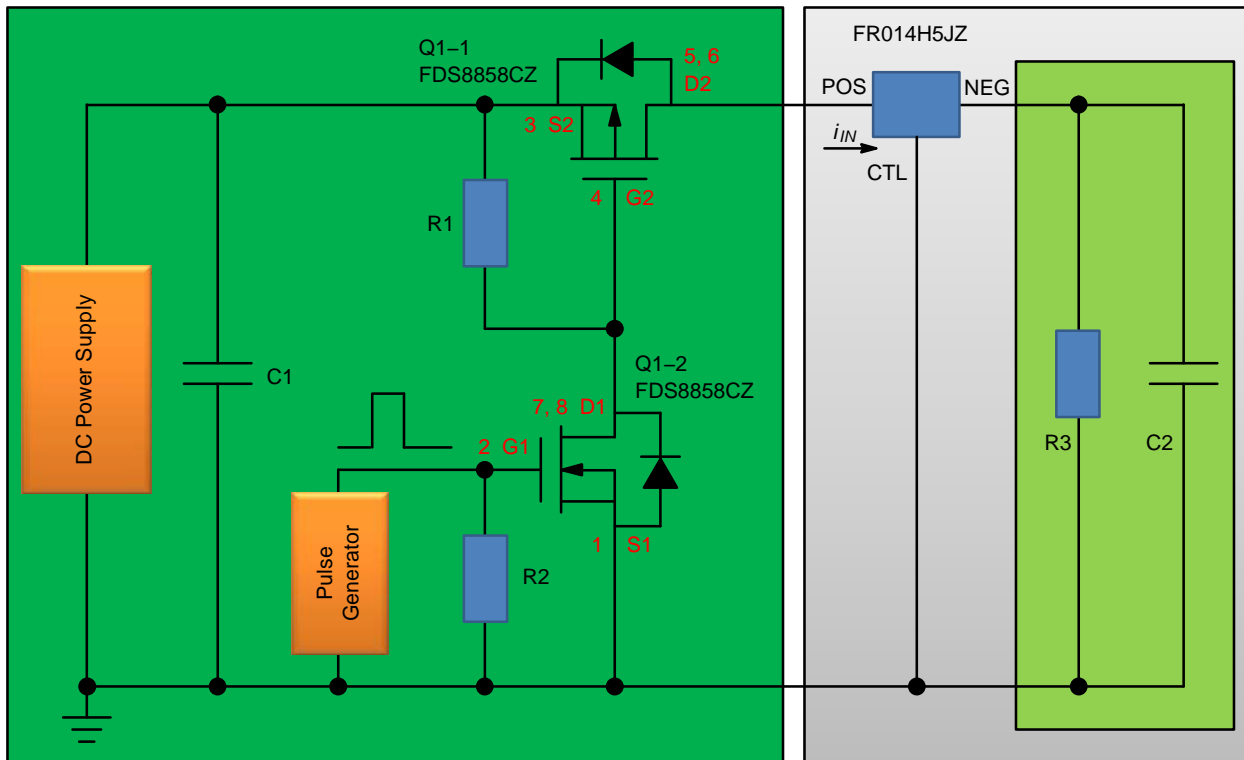 FR014H5JZ
Q1–1
FDS8858CZ
5, 6
D2
3 S2
4 G2
POS
NEG
iIN
CTL
R1
DC Power Supply
C1
Q1–2
FDS8858CZ
7, 8 D1
2 G1
1 S1
R2
Pulse
Generator
R3
C2